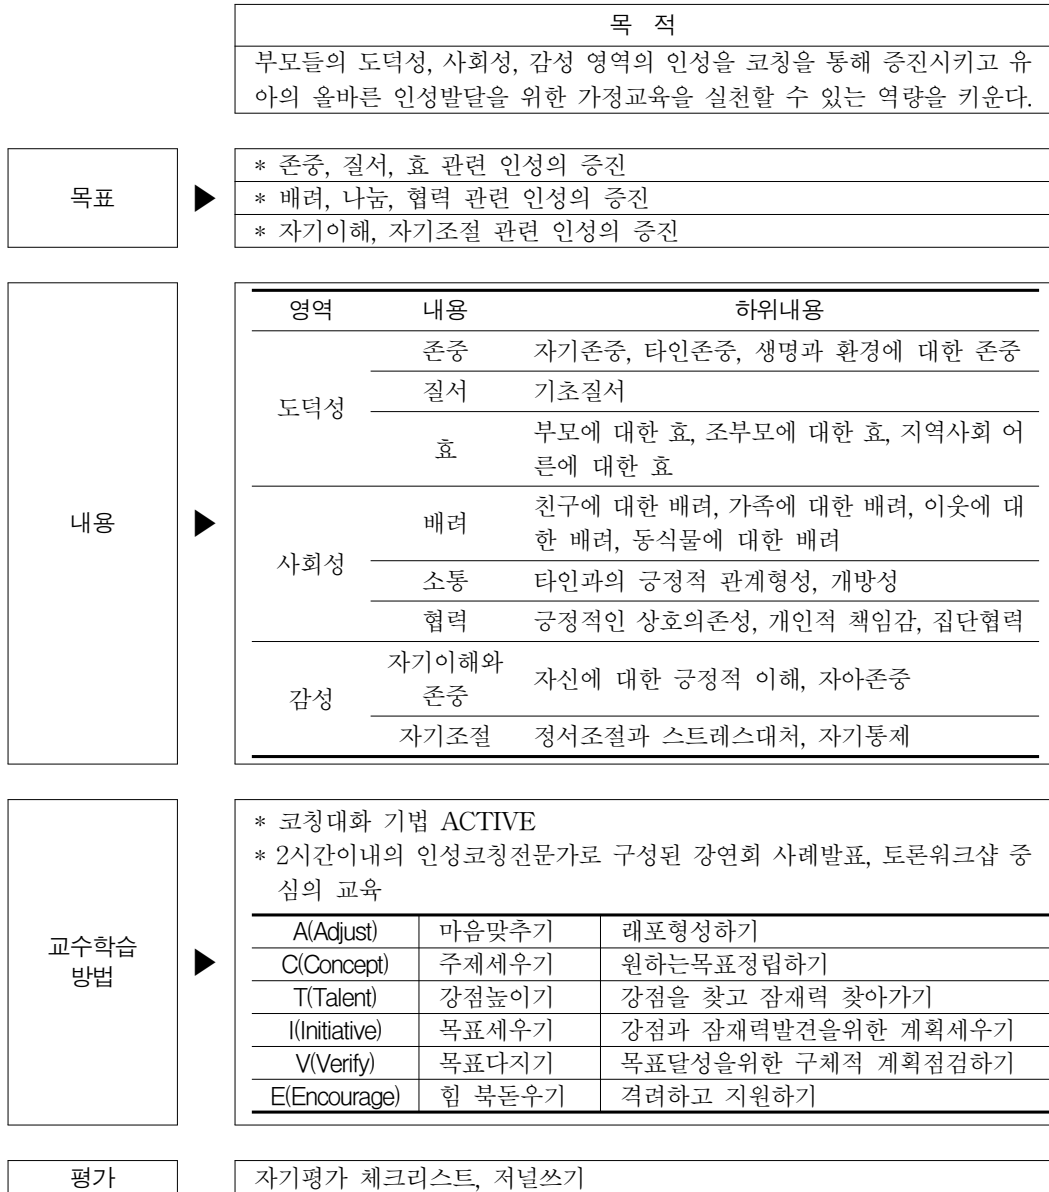 목 적
부모들의 도덕성, 사회성, 감성 영역의 인성을 코칭을 통해 증진시키고 유
아의 올바른 인성발달을 위한 가정교육을 실천할 수 있는 역량을 키운다.
목표
* 존중, 질서, 효 관련 인성의 증진
* 배려, 나눔, 협력 관련 인성의 증진
* 자기이해, 자기조절 관련 인성의 증진
내용
영역 내용 하위내용
도덕성
존중 자기존중, 타인존중, 생명과 환경에 대한 존중
질서 기초질서
효 부모에 대한 효, 조부모에 대한 효, 지역사회 어
른에 대한 효
사회성
배려 친구에 대한 배려, 가족에 대한 배려, 이웃에 대
한 배려, 동식물에 대한 배려
소통 타인과의 긍정적 관계형성, 개방성
협력 긍정적인 상호의존성, 개인적 책임감, 집단협력
감성
자기이해와
존중
자신에 대한 긍정적 이해, 자아존중
자기조절 정서조절과 스트레스대처, 자기통제
교수학습
방법
* 코칭대화 기법 ACTIVE
* 2시간이내의 인성코칭전문가로 구성된 강연회 사례발표, 토론워크샵 중
심의 교육
A(Adjust) 마음맞추기 래포형성하기
C(Concept) 주제세우기 원하는목표정립하기
T(Talent) 강점높이기 강점을 찾고 잠재력 찾아가기
I(Initiative) 목표세우기 강점과 잠재력발견을위한 계획세우기
V(Verify) 목표다지기 목표달성을위한 구체적 계획점검하기
E(Encourage) 힘 북돋우기 격려하고 지원하기
평가
자기평가 체크리스트, 저널쓰기